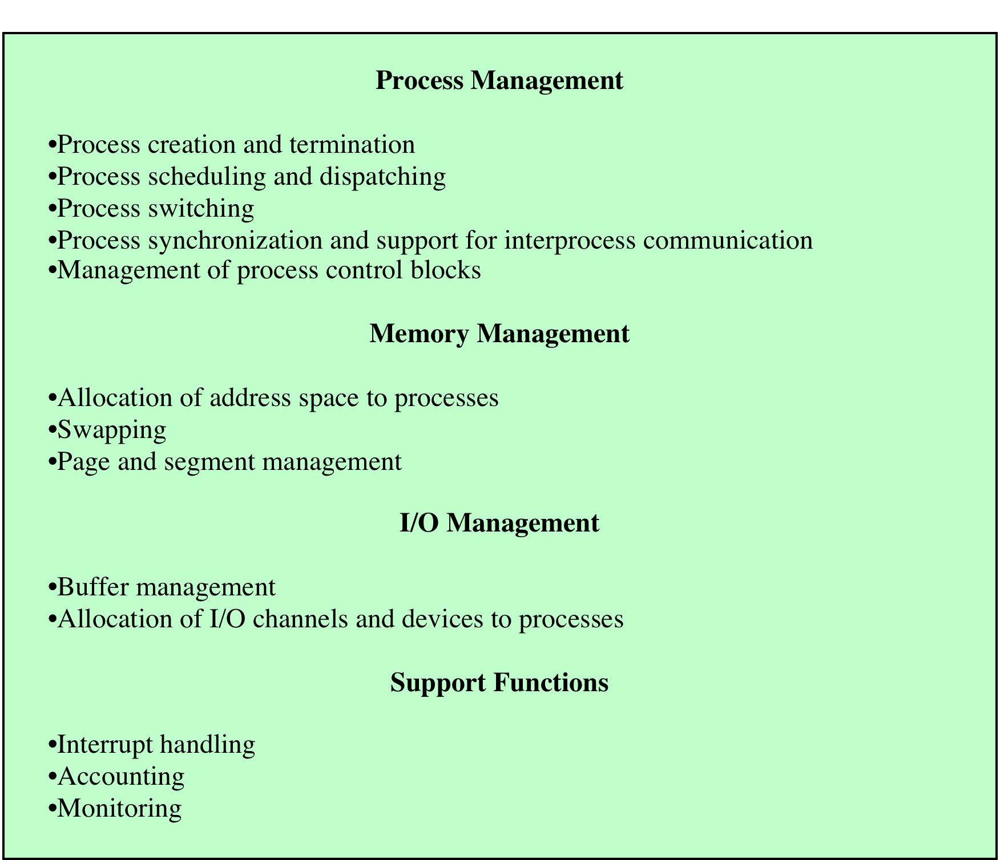 Process Management
•Process creation and termination
•Process scheduling and dispatching
•Process switching
•Process synchronization and support for interprocess communication
•Management of process control blocks
Memory Management
•Allocation of address space to processes
•Swapping
•Page and segment management
I/O Management
•Buffer management
•Allocation of I/O channels and devices to processes
Support Functions
•Interrupt handling
•Accounting
•Monitoring